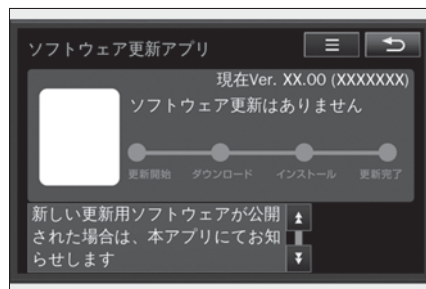 ソフトウェア更新アプリ
現在Ver. XX.00 (XXXXXXX)
ソフトウェア更新はありません
更新開始 ダウンロード インストール 更新完了
新しい更新用ソフトウェアが公開
された場合は、本アプリにてお知
らせします